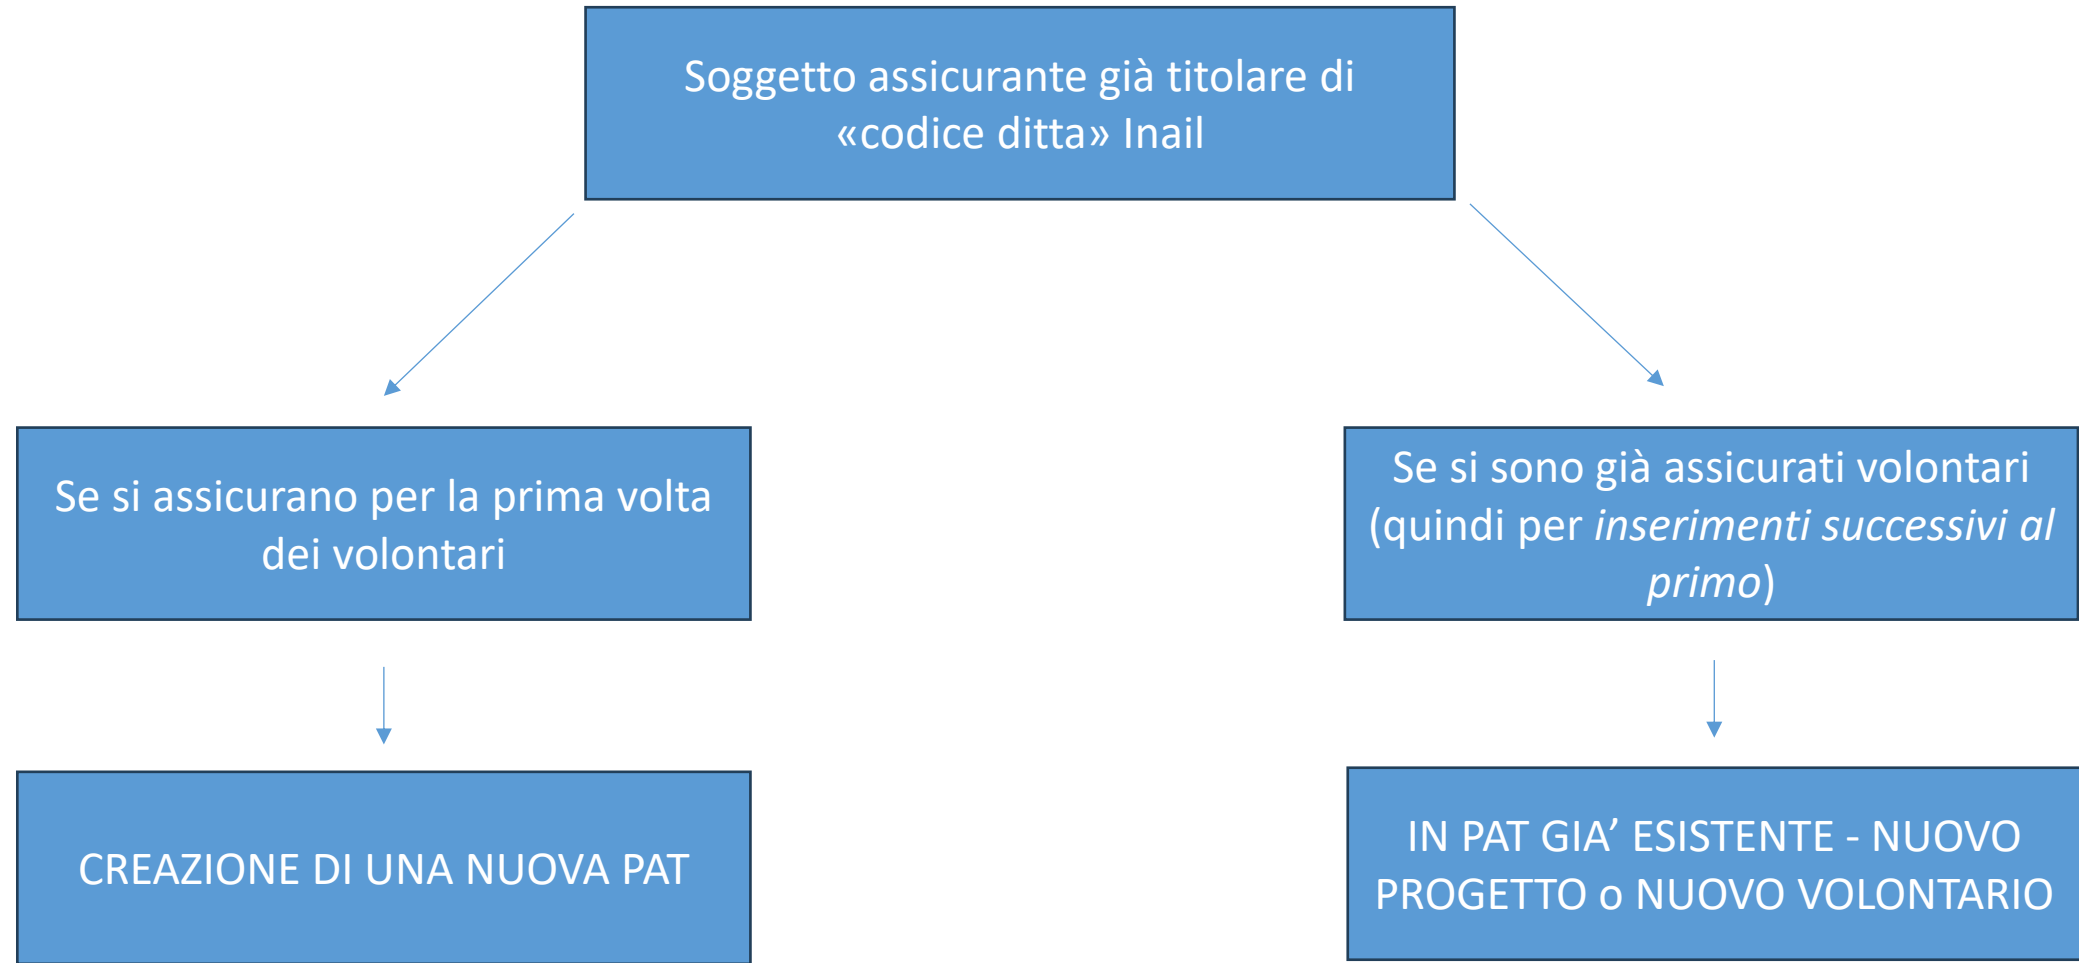 Soggetto assicurante già titolare di
«codice ditta» Inail
Se si assicurano per la prima volta
dei volontari
Se si sono già assicurati volontari
(quindi per inserimenti successivi al
primo)
CREAZIONE DI UNA NUOVA PAT
IN PAT GIA’ ESISTENTE - NUOVO
PROGETTO o NUOVO VOLONTARIO